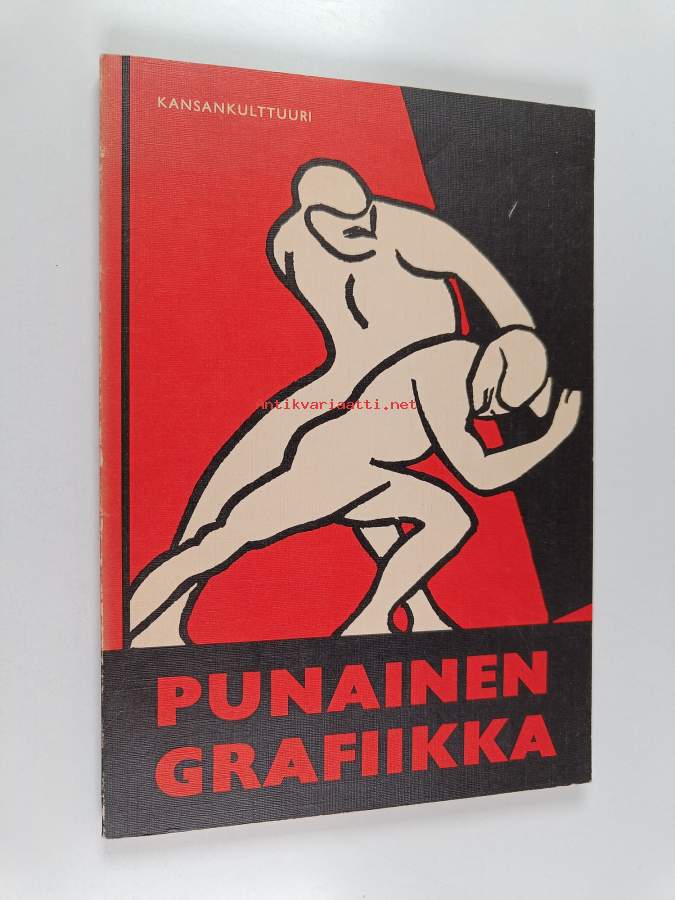 KANSANKULTTUURI
antikvariaatti.net
PUNAINEN
GRAFIIKKA